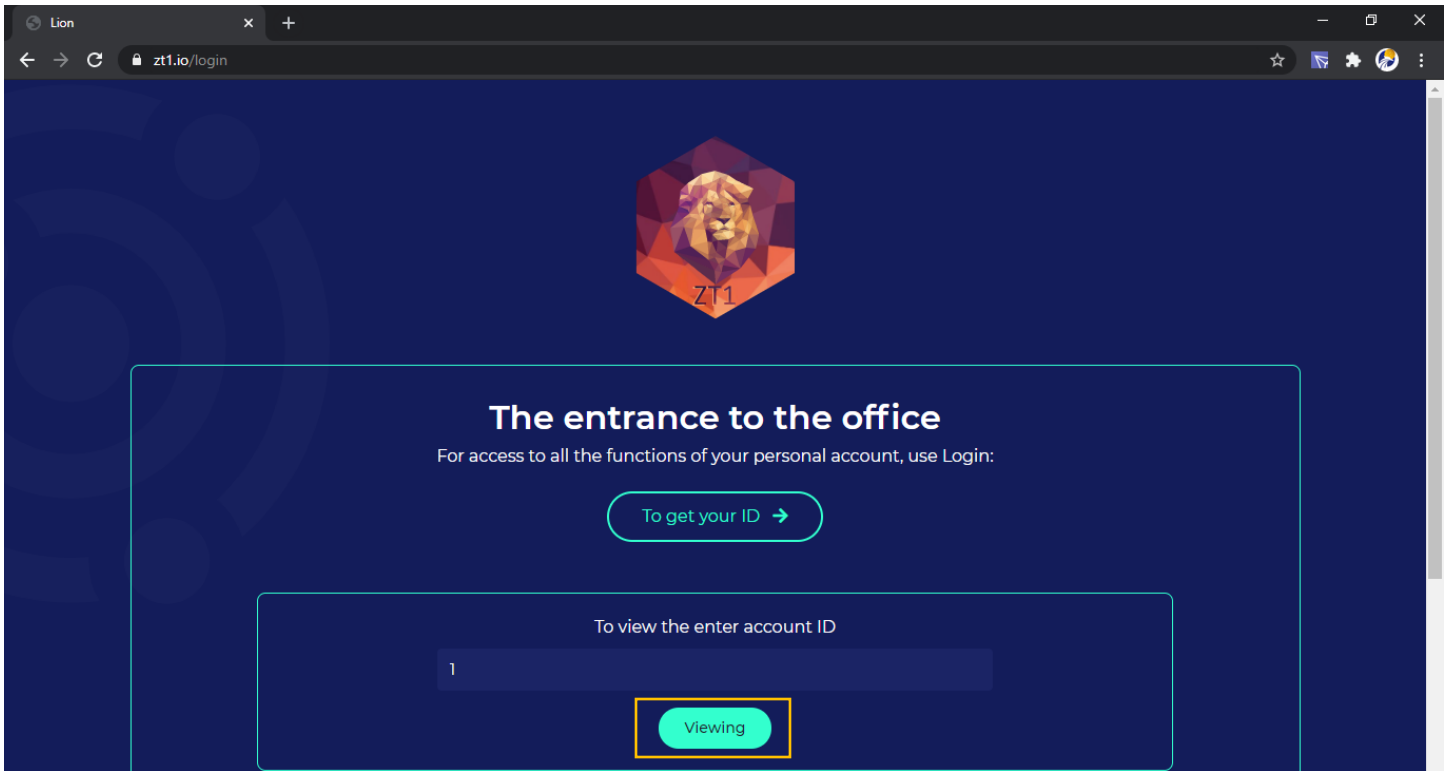 Lion
zt1.io/login
ZT1
The entrance to the office
For access to all the functions of your personal account, use Login:
To get your ID
To view the enter account ID
1
Viewing